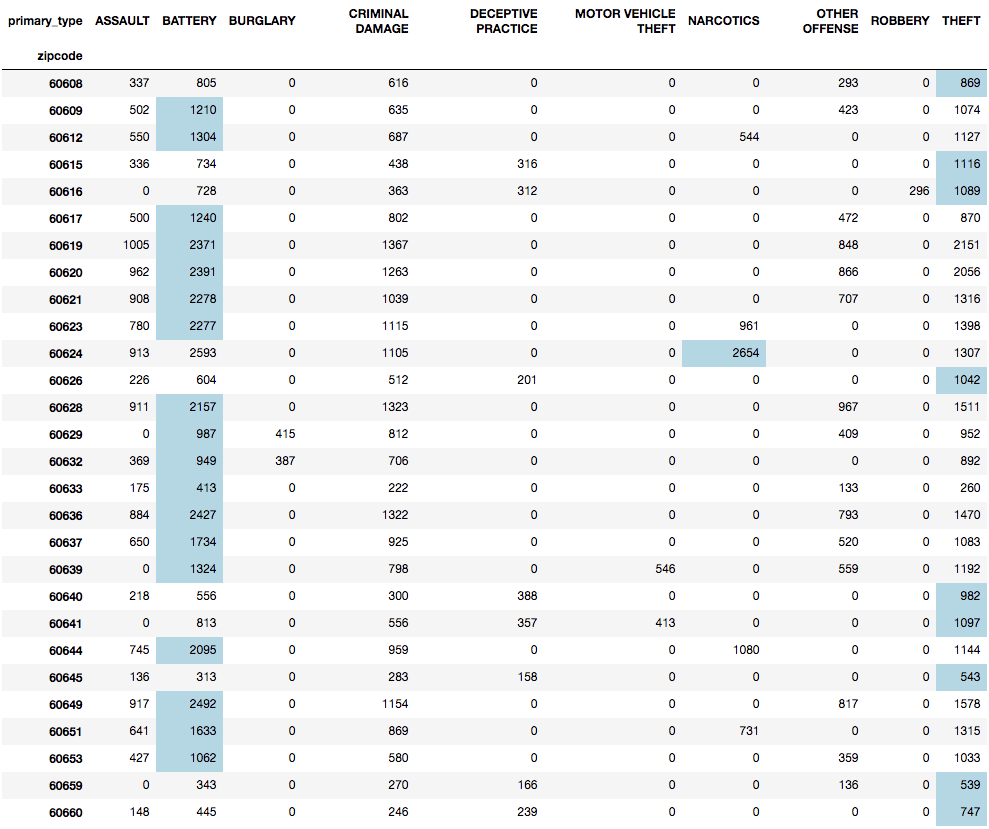 primary_type ASSAULT BATTERY BURGLARY CRIMINAL DAMAGE DECEPTIVE PRACTICE MOTOR VEHICLE THEFT NARCOTICS OTHER OFFENSE ROBBERY THEFT
zipcode
60608 337 805 0 616 0 0 0 293 0 869
60609 502 1210 0 635 0 0 0 423 0 1074
60612 550 1304 0 687 0 0 544 0 0 1127
60615 336 734 0 438 316 0 0 0 0 1116
60616 0 728 0 363 312 0 0 0 296 1089
60617 500 1240 0 802 0 0 0 472 0 870
60619 1005 2371 0 1367 0 0 0 848 0 2151
60620 962 2391 0 1263 0 0 0 866 0 2056
60621 908 2278 0 1039 0 0 0 707 0 1316
60623 780 2277 0 1115 0 0 961 0 0 1398
60624 913 2593 0 1105 0 0 2654 0 0 1307
60626 226 604 0 512 201 0 0 0 0 1042
60628 911 2157 0 1323 0 0 0 967 0 1511
60629 0 987 415 812 0 0 0 409 0 952
60632 369 949 387 706 0 0 0 0 0 892
60633 175 413 0 222 0 0 0 133 0 260
60636 884 2427 0 1322 0 0 0 793 0 1470
60637 650 1734 0 925 0 0 0 520 0 1083
60639 0 1324 0 798 0 546 0 559 0 1192
60640 218 556 0 300 388 0 0 0 0 982
60641 0 813 0 556 357 413 0 0 0 1097
60644 745 2095 0 959 0 0 1080 0 0 1144
60645 136 313 0 283 158 0 0 0 0 543
60649 917 2492 0 1154 0 0 0 817 0 1578
60651 641 1633 0 869 0 0 731 0 0 1315
60653 427 1062 0 580 0 0 0 359 0 1033
60659 0 343 0 270 166 0 0 136 0 539
60660 148 445 0 246 239 0 0 0 0 747